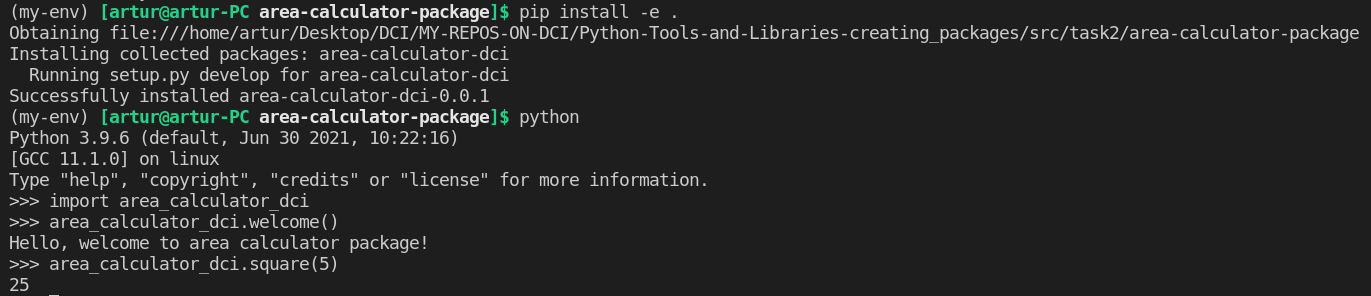 (my-env) [artur@artur-PC area-calculator-package]$ pip install -e .
Obtaining file:///home/artur/Desktop/DCI/MY-REPOS-ON-DCI/Python-Tools-and-Libraries-creating_packages/src/task2/area-calculator-package
Installing collected packages: area-calculator-dci
  Running setup.py develop for area-calculator-dci
Successfully installed area-calculator-dci-0.0.1
(my-env) [artur@artur-PC area-calculator-package]$ python
Python 3.9.6 (default, Jun 30 2021, 10:22:16)
[GCC 11.1.0] on linux
Type "help", "copyright", "credits" or "license" for more information.
>>> import area_calculator_dci
>>> area_calculator_dci.welcome()
Hello, welcome to area calculator package!
>>> area_calculator_dci.square(5)
25